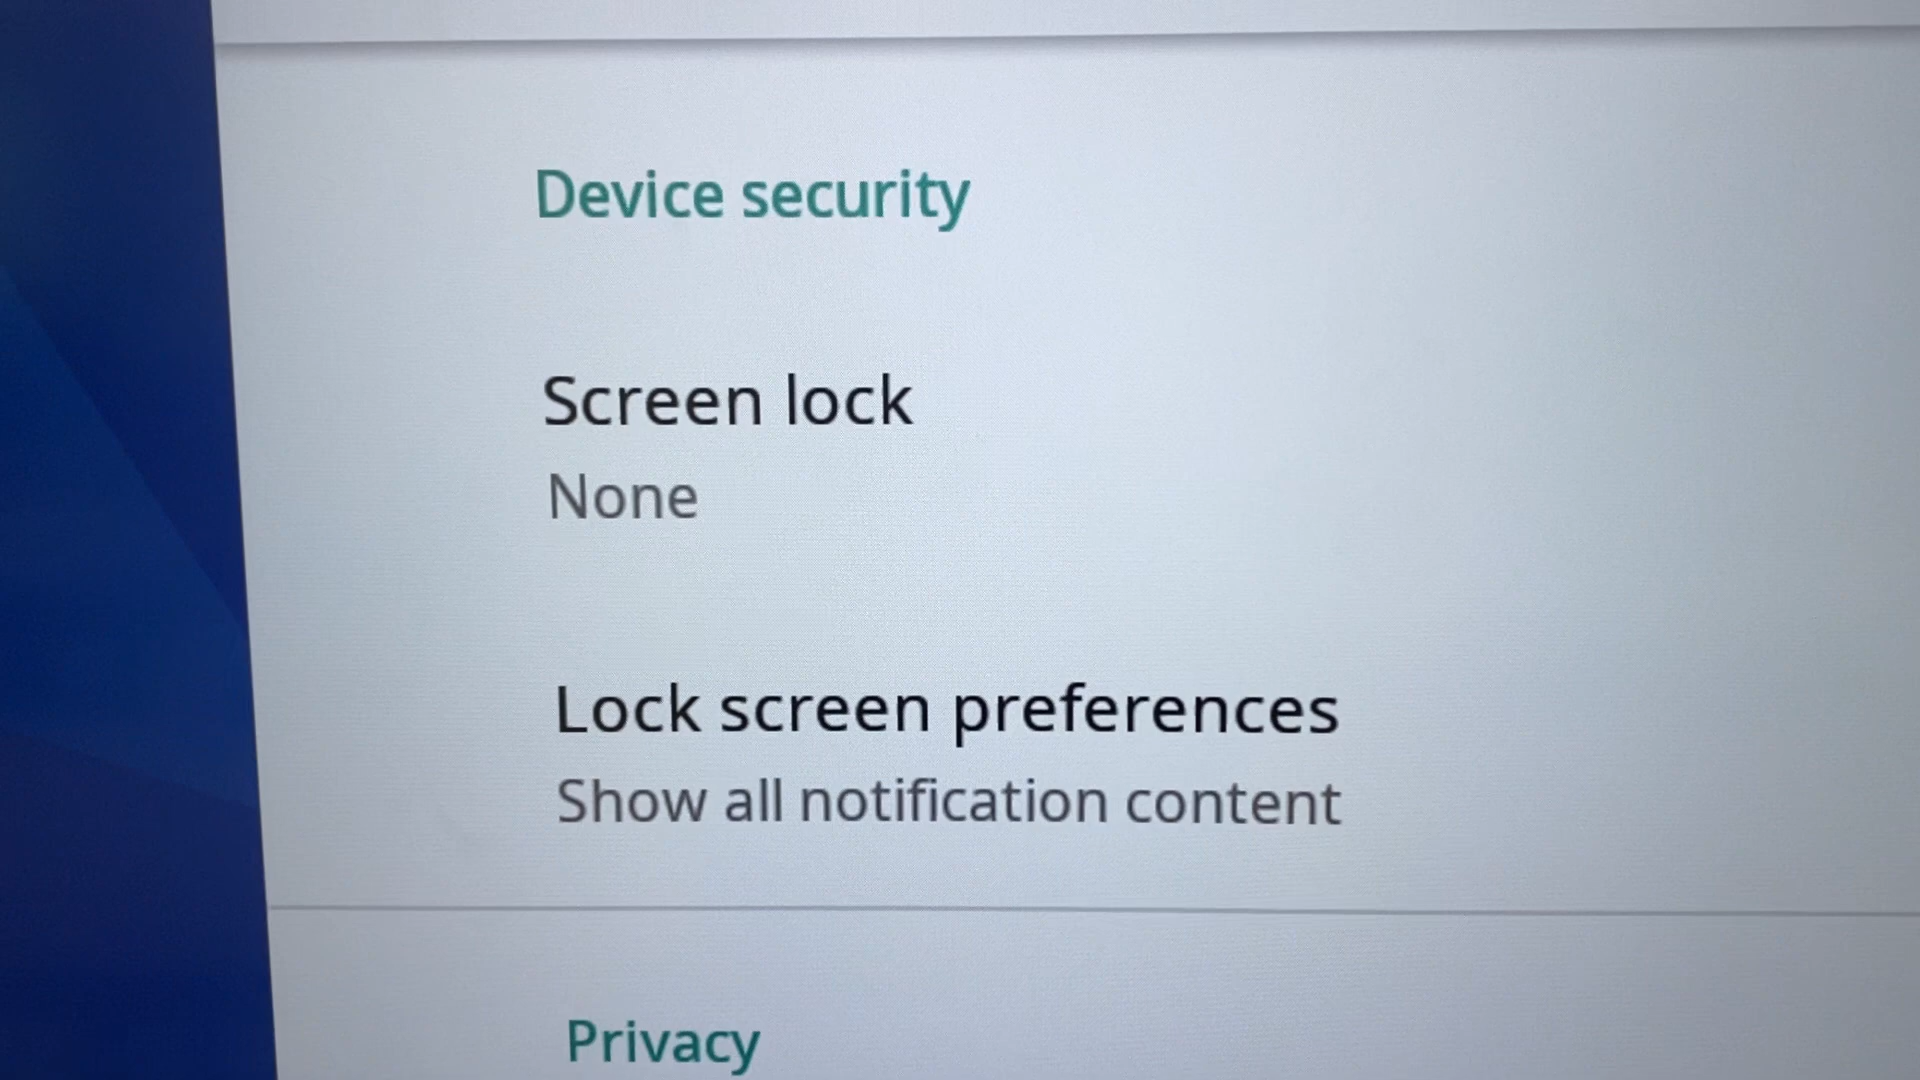 Device security
Screen lock
None
Lock screen preferences
Show all notification content
Privacy